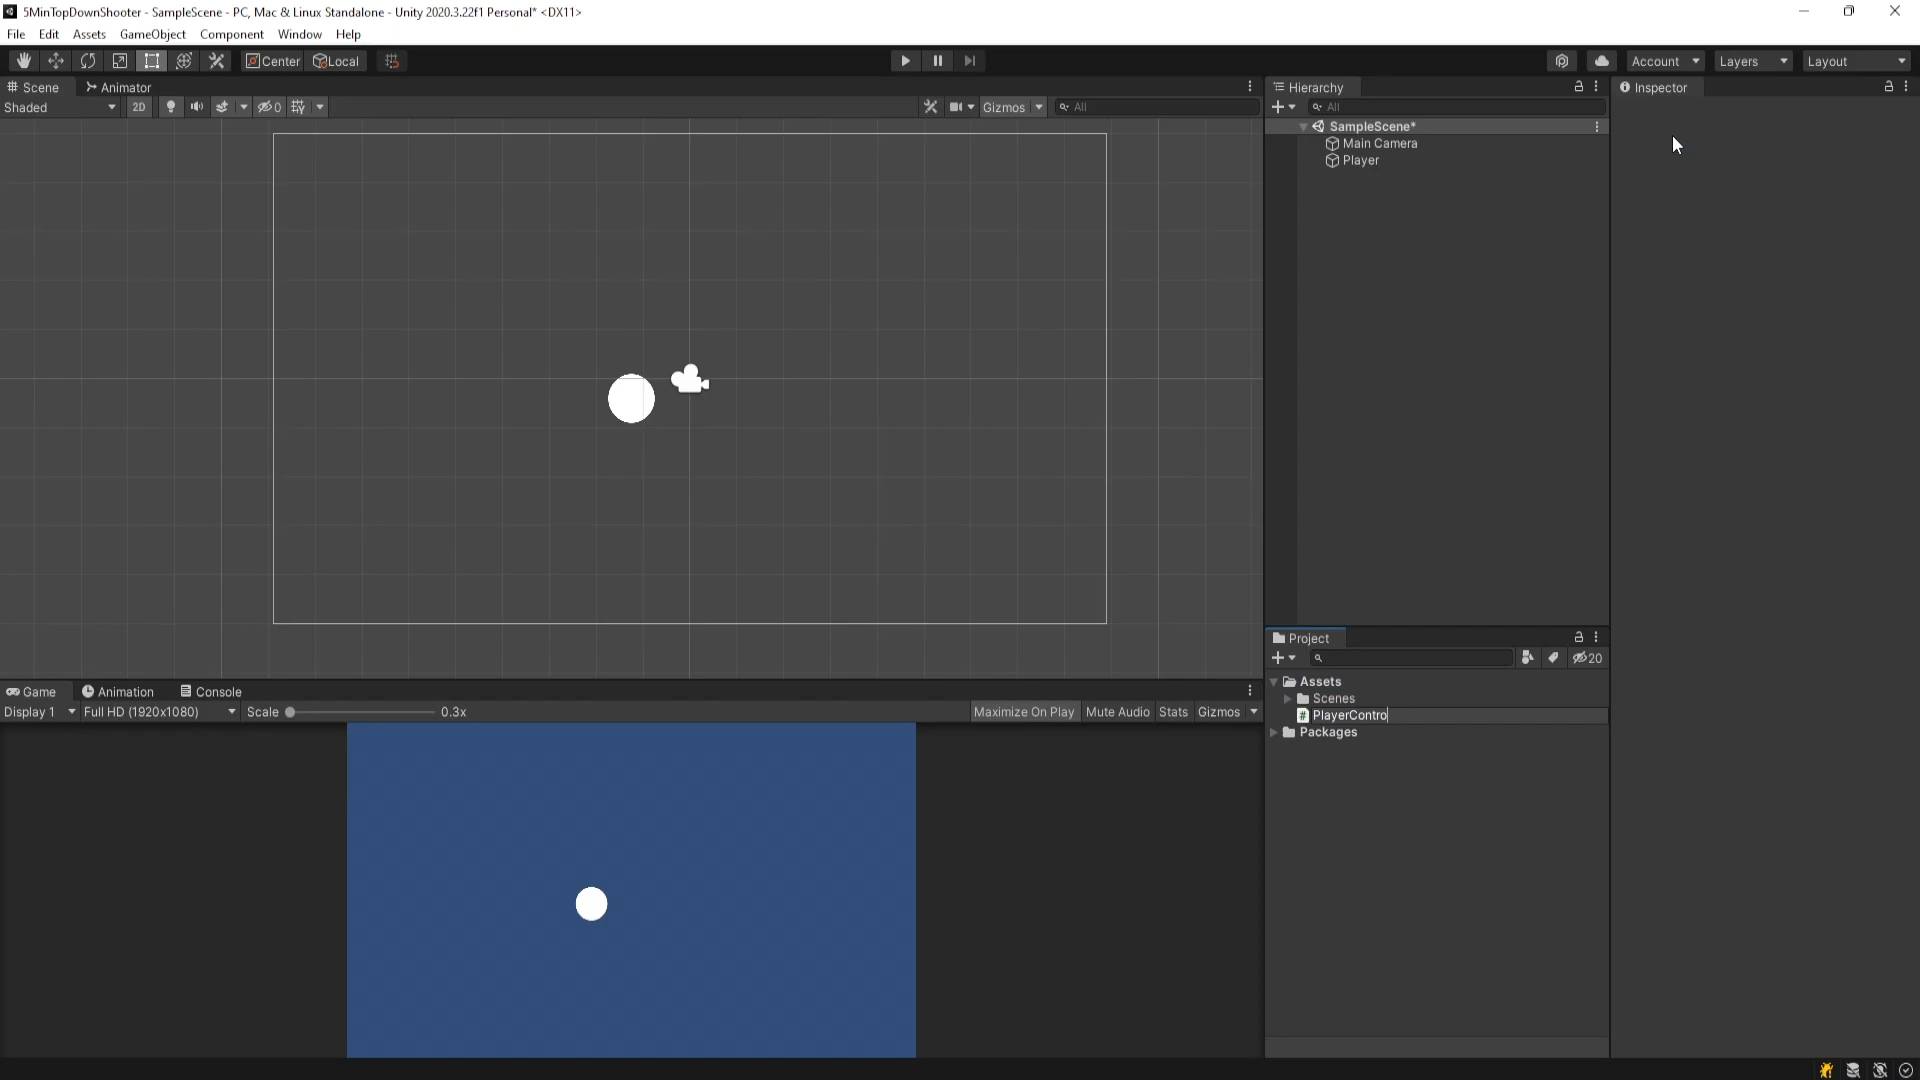 5MinTopDownShooter - SampleScene - PC, Mac & Linux Standalone - Unity 2020.3.22f1 Personal* <DX11>
File Edit Assets GameObject Component Window Help
Center Local Account Layers Layout
Scene Animator
Shaded 2D 0 Gizmos All
Hierarchy
All
SampleScene*
Main Camera
Player
Inspector
Project
20
Assets
Scenes
PlayerContro
Packages
Game Animation Console
Display 1 Full HD (1920x1080) Scale 0.3x Maximize On Play Mute Audio Stats Gizmos